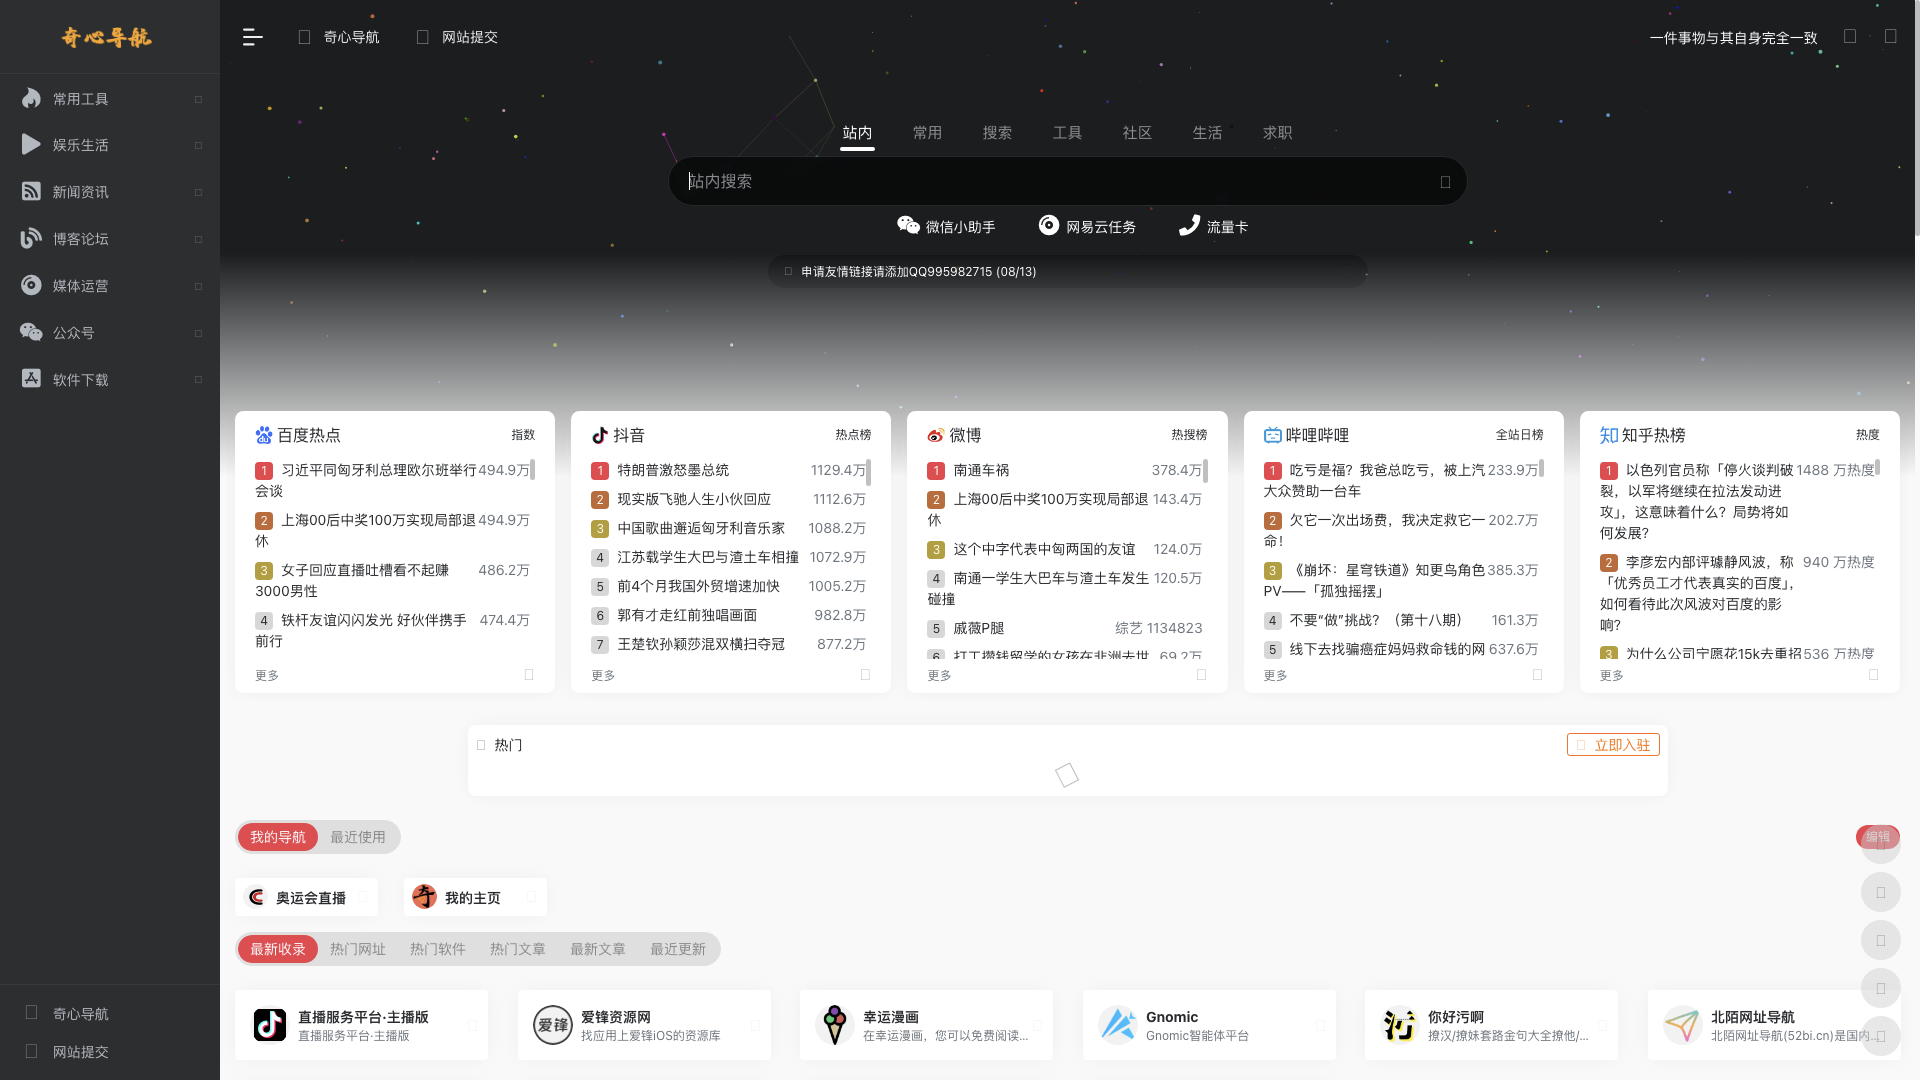 奇心导航
常用工具
娱乐生活
新闻资讯
博客论坛
媒体运营
公众号
软件下载
奇心导航
网站提交
奇心导航
网站提交
一件事物与其自身完全一致
站内
常用
搜索
工具
社区
生活
求职
站内搜索
微信小助手
网易云任务
流量卡
申请友情链接请添加QQ995982715 (08/13)
百度热点
指数
1 习近平同匈牙利总理欧尔班举行 494.9万
会谈
2 上海00后中奖100万实现局部退 494.9万
休
3 女子回应直播吐槽看不起赚 486.2万
3000男性
4 铁杆友谊闪闪发光 好伙伴携手 474.4万
前行
更多
抖音
热点榜
1 特朗普激怒墨总统 1129.4万
2 现实版飞驰人生小伙回应 1112.6万
3 中国歌曲邂逅匈牙利音乐家 1088.2万
4 江苏载学生大巴与渣土车相撞 1072.9万
5 前4个月我国外贸增速加快 1005.2万
6 郭有才走红前独唱画面 982.8万
7 王楚钦孙颖莎混双横扫夺冠 877.2万
更多
微博
热搜榜
1 南通车祸 378.4万
2 上海00后中奖100万实现局部退 143.4万
休
3 这个中字代表中匈两国的友谊 124.0万
4 南通一学生大巴车与渣土车发生 120.5万
碰撞
5 戚薇P腿 综艺 1134823
6 打工攒钱留学的女孩在非洲去世 69.2万
更多
哔哩哔哩
全站日榜
1 吃亏是福？我爸总吃亏，被上汽 233.9万
大众赞助一台车
2 欠它一次出场费，我决定救它一 202.7万
命！
3 《崩坏：星穹铁道》知更鸟角色 385.3万
PV——「孤独摇摆」
4 不要“做”挑战？（第十八期） 161.3万
5 线下去找骗癌症妈妈救命钱的网 637.6万
更多
知乎热榜
热度
1 以色列官员称「停火谈判破 1488 万热度
裂，以军将继续在拉法发动进
攻」，这意味着什么？局势将如
何发展？
2 李彦宏内部评璩静风波，称 940 万热度
「优秀员工才代表真实的百度」，
如何看待此次风波对百度的影
响？
3 为什么公司宁愿花15k去重招 536 万热度
更多
热门
立即入驻
我的导航
最近使用
编辑
奥运会直播
我的主页
最新收录
热门网址
热门软件
热门文章
最新文章
最近更新
直播服务平台·主播版
直播服务平台·主播版
爱锋
爱锋资源网
找应用上爱锋iOS的资源库
幸运漫画
在幸运漫画，您可以免费阅读...
Gnomic
Gnomic智能体平台
你好污啊
撩汉/撩妹套路金句大全撩他/...
北陌网址导航
北陌网址导航(52bi.cn)是国内...